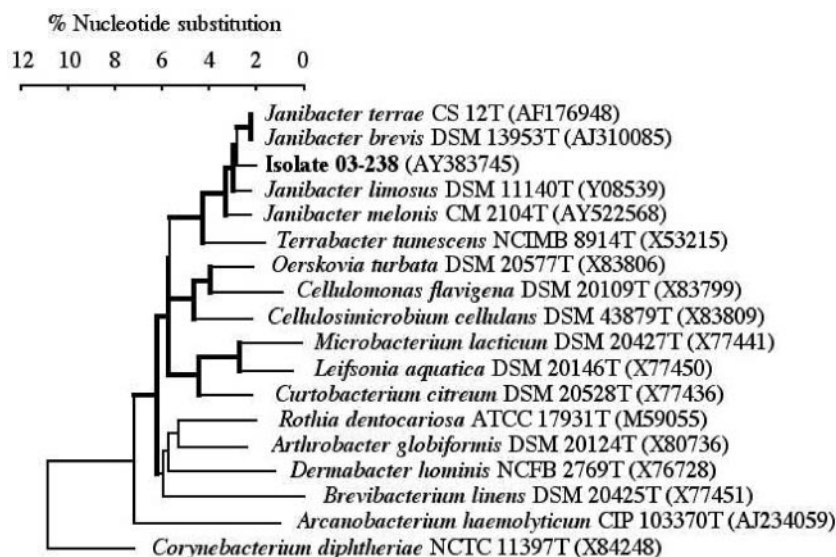 % Nucleotide substitution
12 10 8 6 4 2 0
Janibacter terrae CS 12T (AF176948)
Janibacter brevis DSM 13953T (AJ310085)
Isolate 03-238 (AY383745)
Janibacter limosus DSM 11140T (Y08539)
Janibacter melonis CM 2104T (AY522568)
Terrabacter tumescens NCIMB 8914T (X53215)
Oerskovia turbata DSM 20577T (X83806)
Cellulomonas flavigena DSM 20109T (X83799)
Cellulosimicrobium cellulans DSM 43879T (X83809)
Microbacterium lacticum DSM 20427T (X77441)
Leifsonia aquatica DSM 20146T (X77450)
Curtobacterium citreum DSM 20528T (X77436)
Rothia dentocariosa ATCC 17931T (M59055)
Arthrobacter globiformis DSM 20124T (X80736)
Dermabacter hominis NCFB 2769T (X76728)
Brevibacterium linens DSM 20425T (X77451)
Arcanobacterium haemolyticum CIP 103370T (AJ234059)
Corynebacterium diphtheriae NCTC 11397T (X84248)